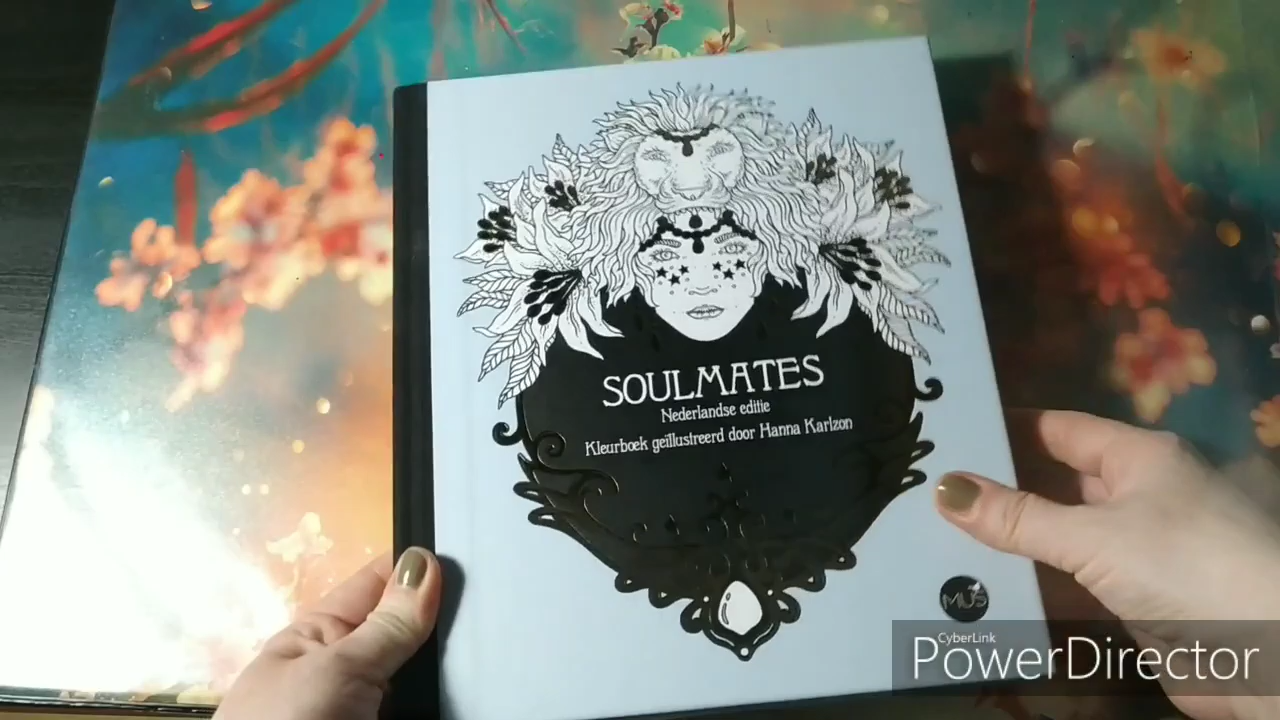 SOULMATES
Nederlandse editie
Kleurboek geïllustreerd door Hanna Karlzon
MUS
CyberLink
PowerDirector